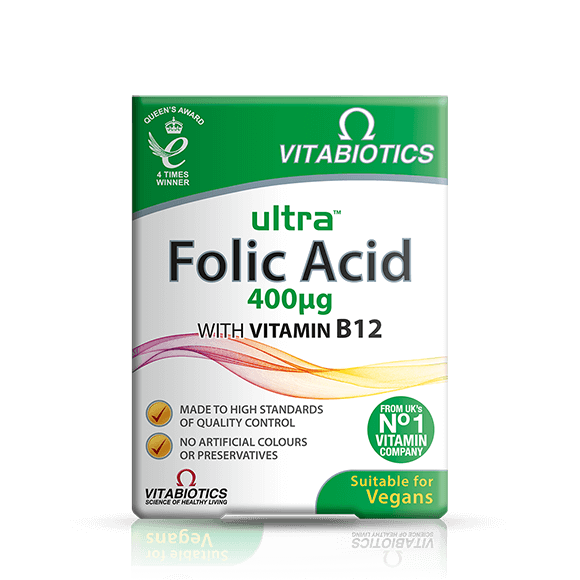 QUEEN'S AWARD
4 TIMES
WINNER
VITABIOTICS
ultra™
Folic Acid
400µg
WITH VITAMIN B12
MADE TO HIGH STANDARDS
OF QUALITY CONTROL
NO ARTIFICIAL COLOURS
OR PRESERVATIVES
FROM UK's
Nº1
VITAMIN
COMPANY
VITABIOTICS
SCIENCE OF HEALTHY LIVING
Suitable for
Vegans